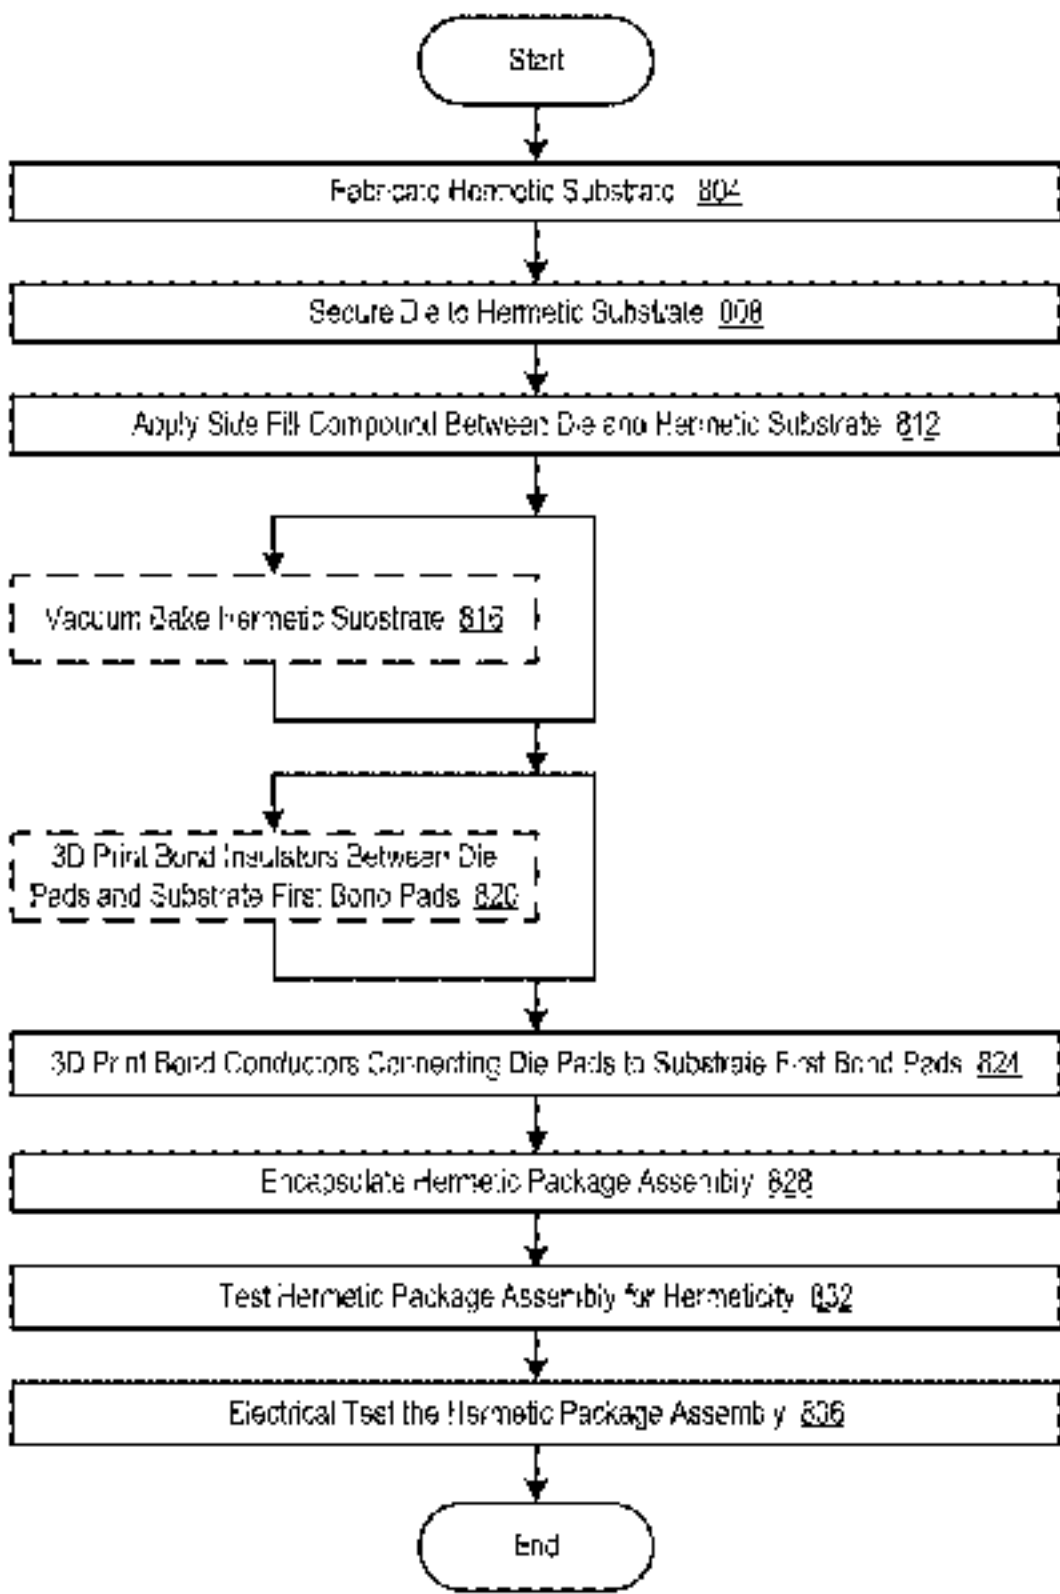 Start
Fabricate Hermetic Substrate 804
Secure Die to Hermetic Substrate 808
Apply Side Fill Compound Between Die and Hermetic Substrate 812
Vacuum Bake Hermetic Substrate 816
3D Print Bond Insulators Between Die
Pads and Substrate First Bond Pads 820
3D Print Bond Conductors Connecting Die Pads to Substrate First Bond Pads 824
Encapsulate Hermetic Package Assembly 828
Test Hermetic Package Assembly for Hermeticity 832
Electrical Test the Hermetic Package Assembly 836
End